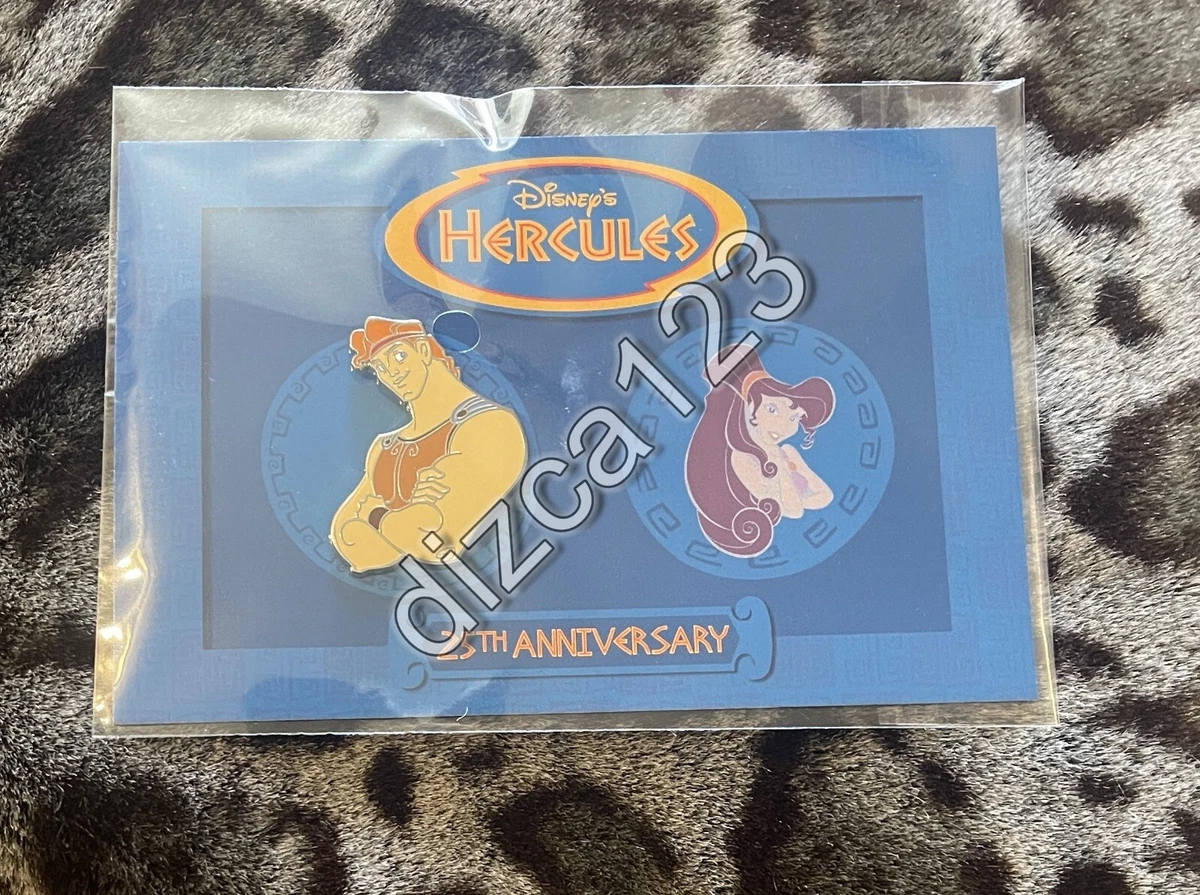 Disney's
HERCULES
dizca123
25TH ANNIVERSARY